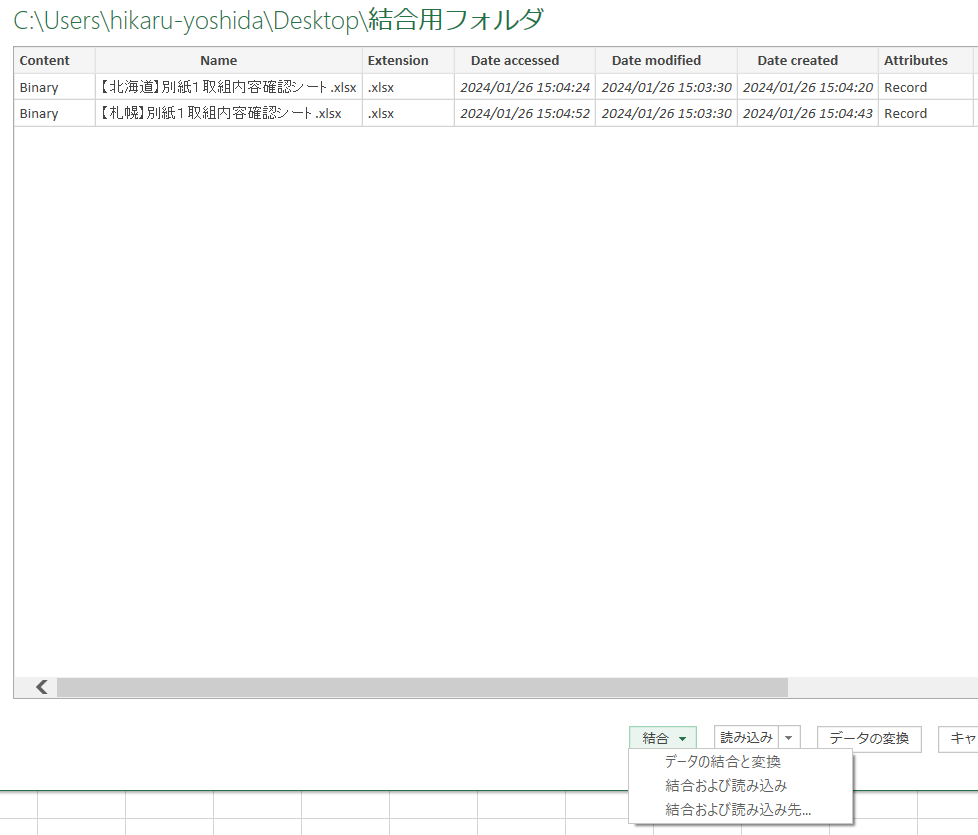 C:\Users\hikaru-yoshida\Desktop\結合用フォルダ
Content Name Extension Date accessed Date modified Date created Attributes
Binary 【北海道】別紙１取組内容確認シート.xlsx .xlsx 2024/01/26 15:04:24 2024/01/26 15:03:30 2024/01/26 15:04:20 Record
Binary 【札幌】別紙１取組内容確認シート.xlsx .xlsx 2024/01/26 15:04:52 2024/01/26 15:03:30 2024/01/26 15:04:43 Record
結合 読み込み データの変換 キャ
データの結合と変換
結合および読み込み
結合および読み込み先...